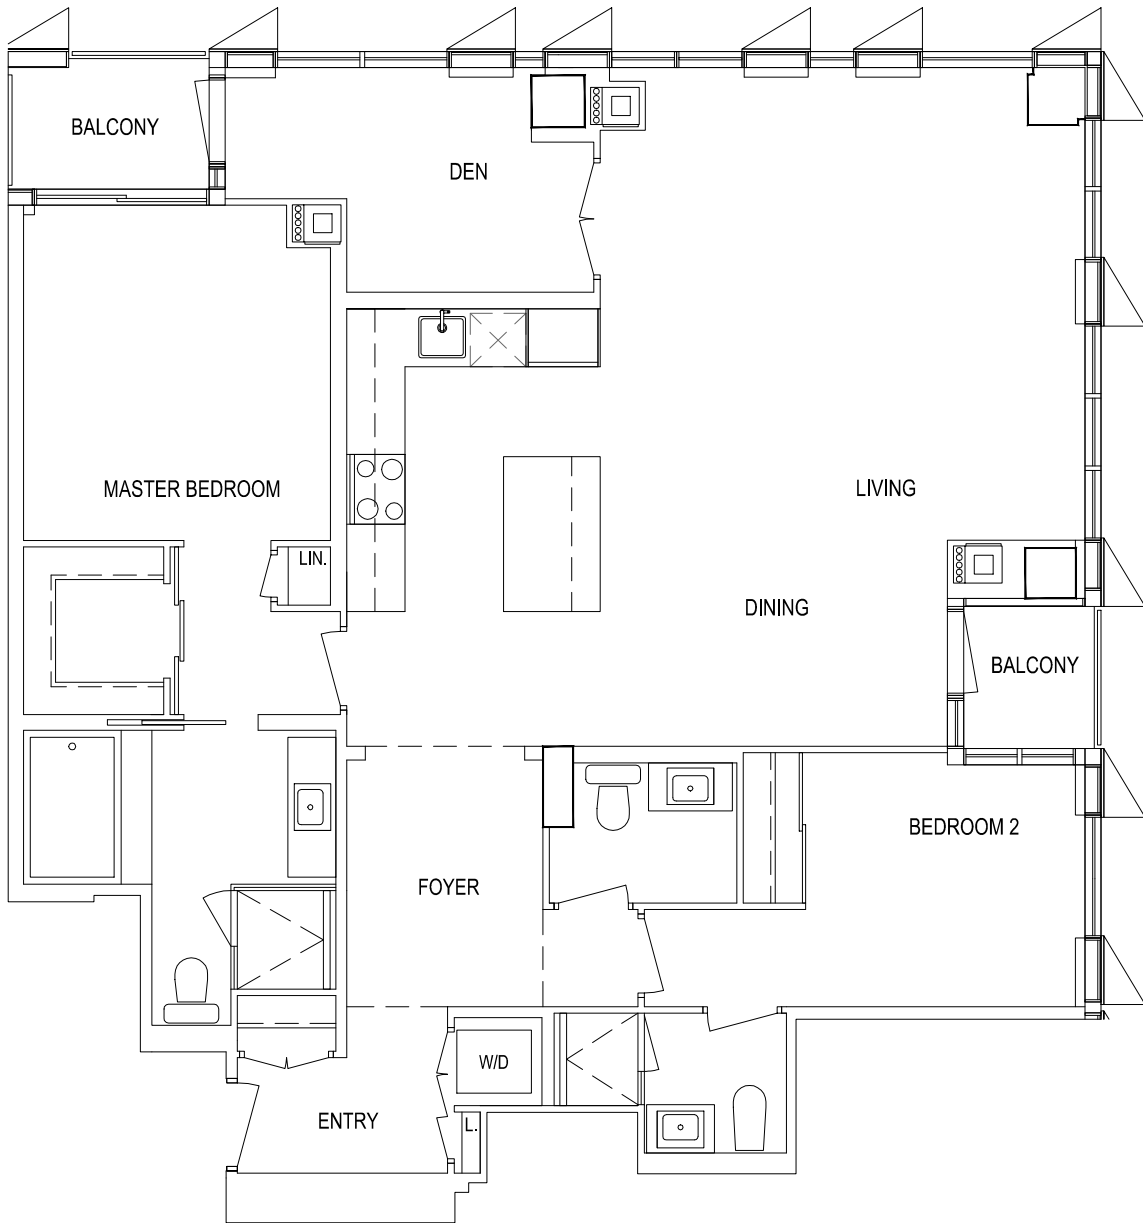 BALCONY
DEN
MASTER BEDROOM
LIVING
LIN.
DINING
BALCONY
BEDROOM 2
FOYER
W/D
ENTRY
L.